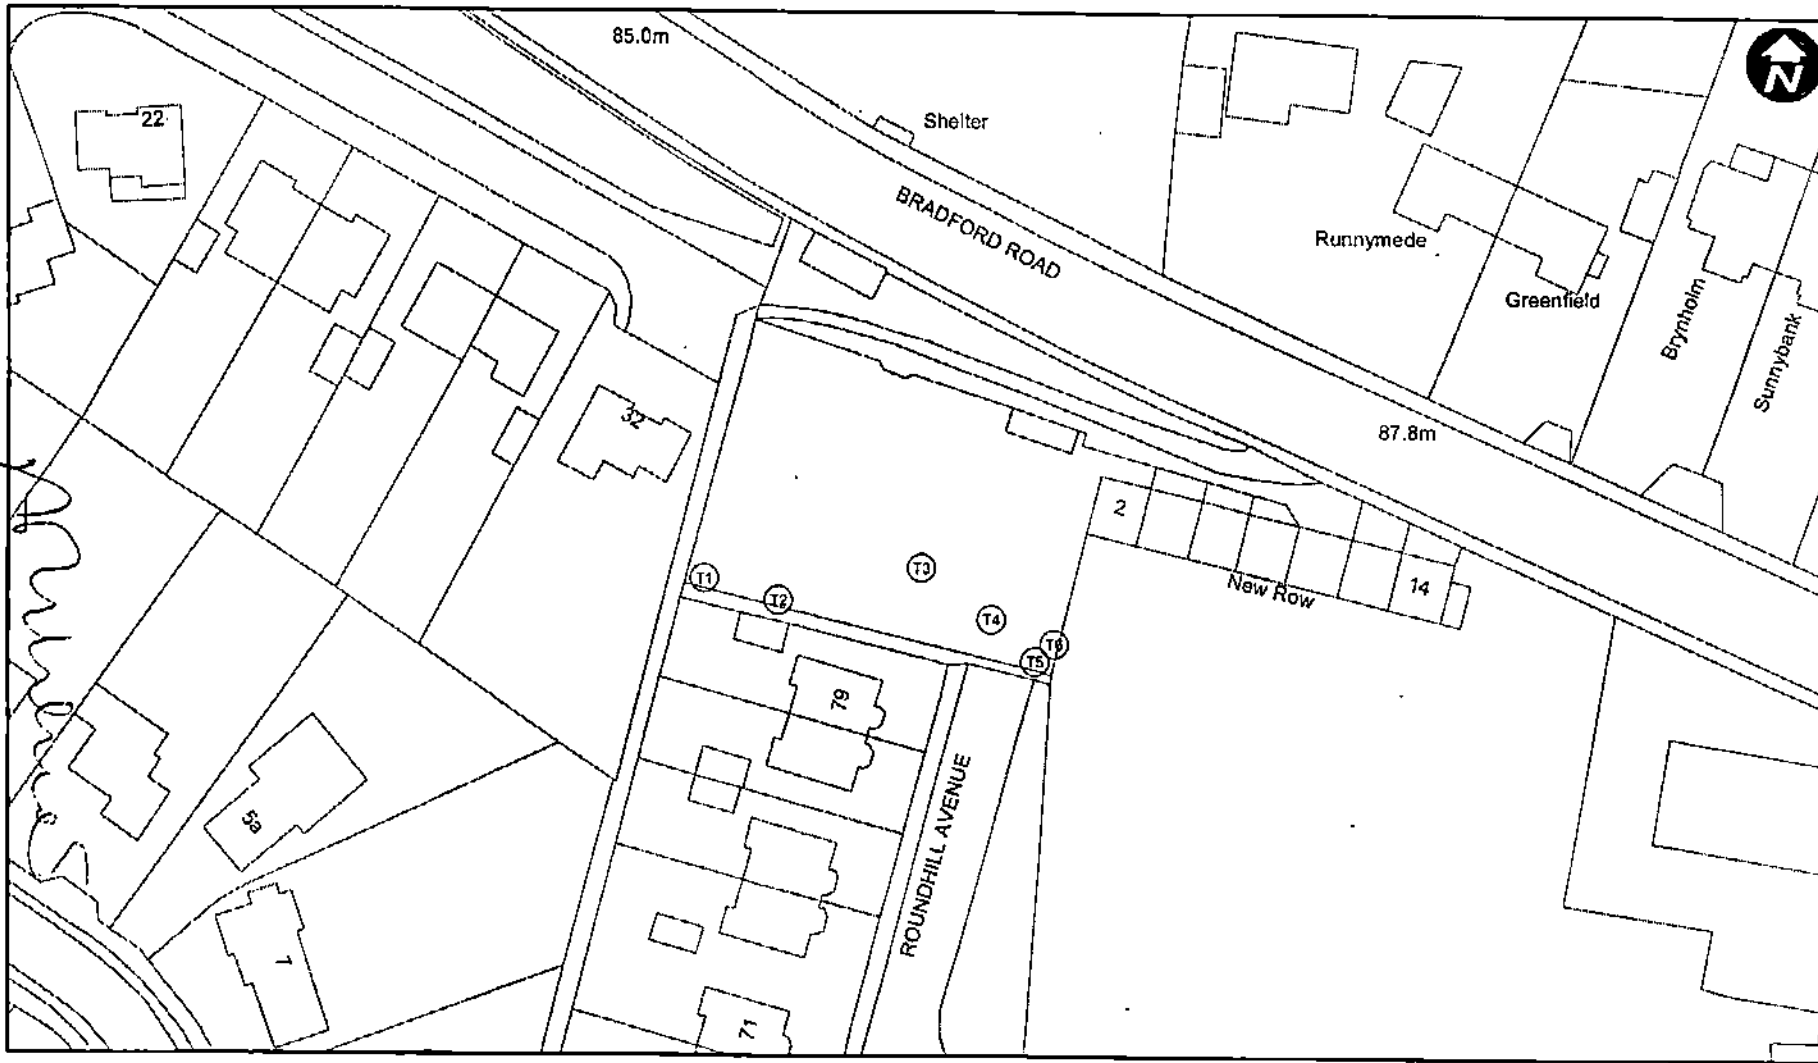 85.0m
N
22
Shelter
BRADFORD ROAD
Runnymede
Greenfield
Brynholm
Sunnybank
32
87.8m
2
14
New Row
T1
T2
T3
T4
T5
T6
79
ROUNDHILL AVENUE
5a
7
71